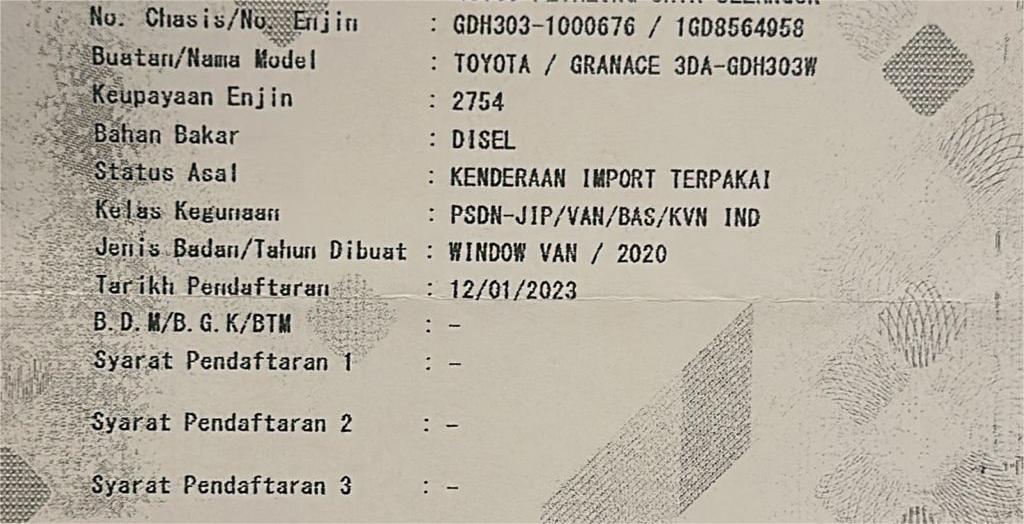 No. Chasis/No. Enjin : GDH303-1000676 / 1GD8564958
Buatan/Nama Model : TOYOTA / GRANACE 3DA-GDH303W
Keupayaan Enjin : 2754
Bahan Bakar : DISEL
Status Asal : KENDERAAN IMPORT TERPAKAI
Kelas Kegunaan : PSDN-JIP/VAN/BAS/KVN IND
Jenis Badan/Tahun Dibuat : WINDOW VAN / 2020
Tarikh Pendaftaran : 12/01/2023
B.D.M/B.G.K/BTM : -
Syarat Pendaftaran 1 : -
Syarat Pendaftaran 2 : -
Syarat Pendaftaran 3 : -